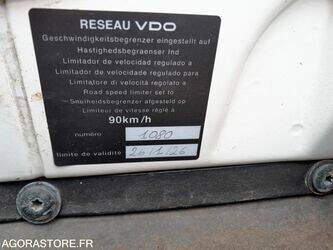 RESEAU VDO
Geschwindigkeitsbegrenzer eingestellt auf
Hastighedsbegraenser Ind
Limitador de velocidad regulado a
Limitador de velocidade regulado para
Limitatore di velocità regolato a
Road speed limiter set to
Snelheidsbegrenzer afgesteld op
Limiteur de vitesse réglé à
90km/h
numéro 1080
limite de validité 26/1/26
AGORASTORE.FR